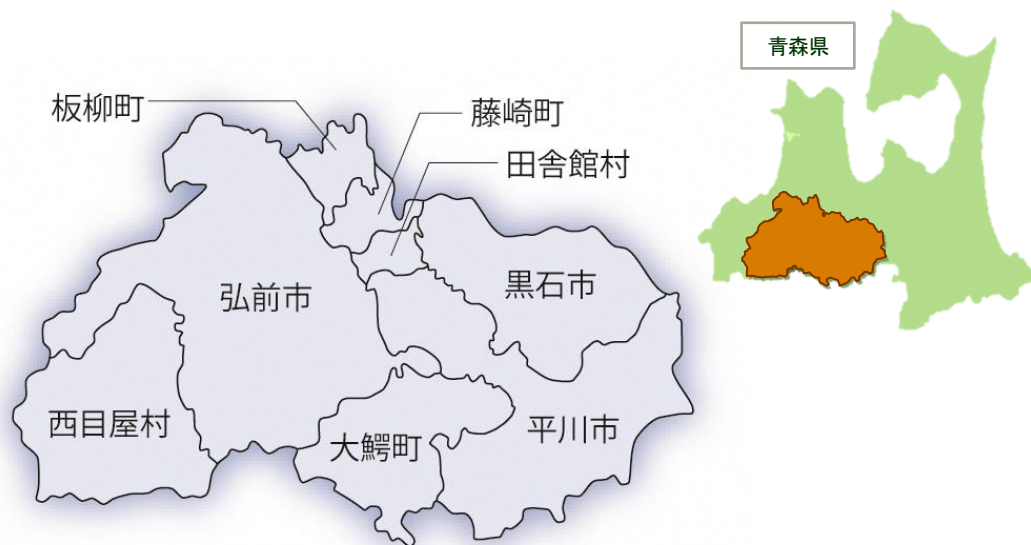 青森県
板柳町
藤崎町
田舎館村
弘前市
黒石市
西目屋村
大鰐町
平川市